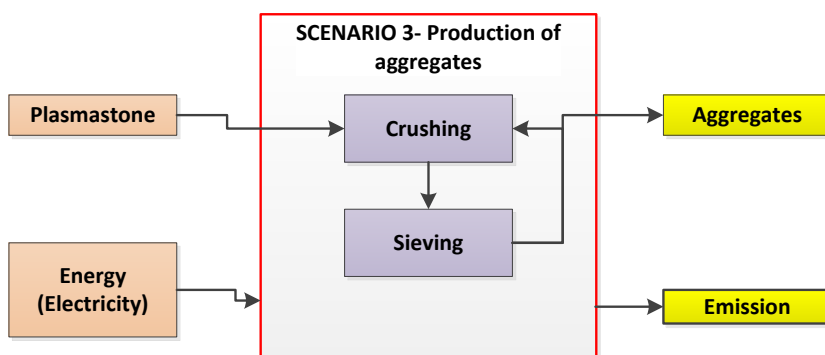 SCENARIO 3- Production of
aggregates
Plasmastone
Crushing
Aggregates
Sieving
Energy
(Electricity)
Emission